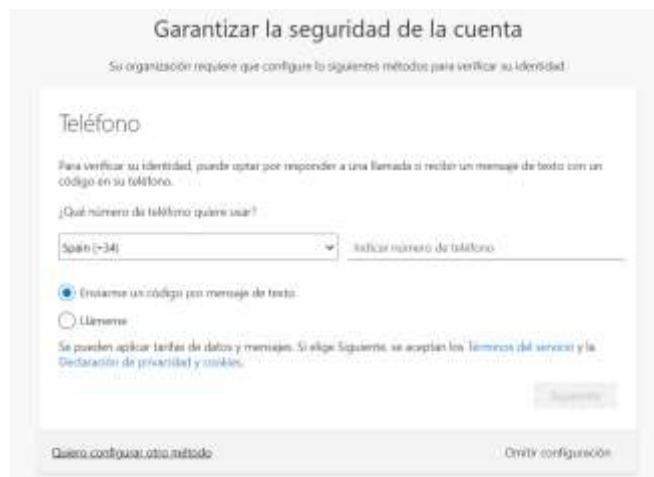 Garantizar la seguridad de la cuenta
Su organización requiere que configure lo siguientes métodos para verificar su identidad.
Teléfono
Para verificar su identidad, puede optar por responder a una llamada o recibir un mensaje de texto con un
código en su teléfono.
¿Qué número de teléfono quiere usar?
Spain (+34)
Indicar número de teléfono
Enviarme un código por mensaje de texto
Llámeme
Se pueden aplicar tarifas de datos y mensajes. Si elige Siguiente, se aceptan los Términos del servicio y la
Declaración de privacidad y cookies.
Siguiente
Quiero configurar otro método
Omitir configuración